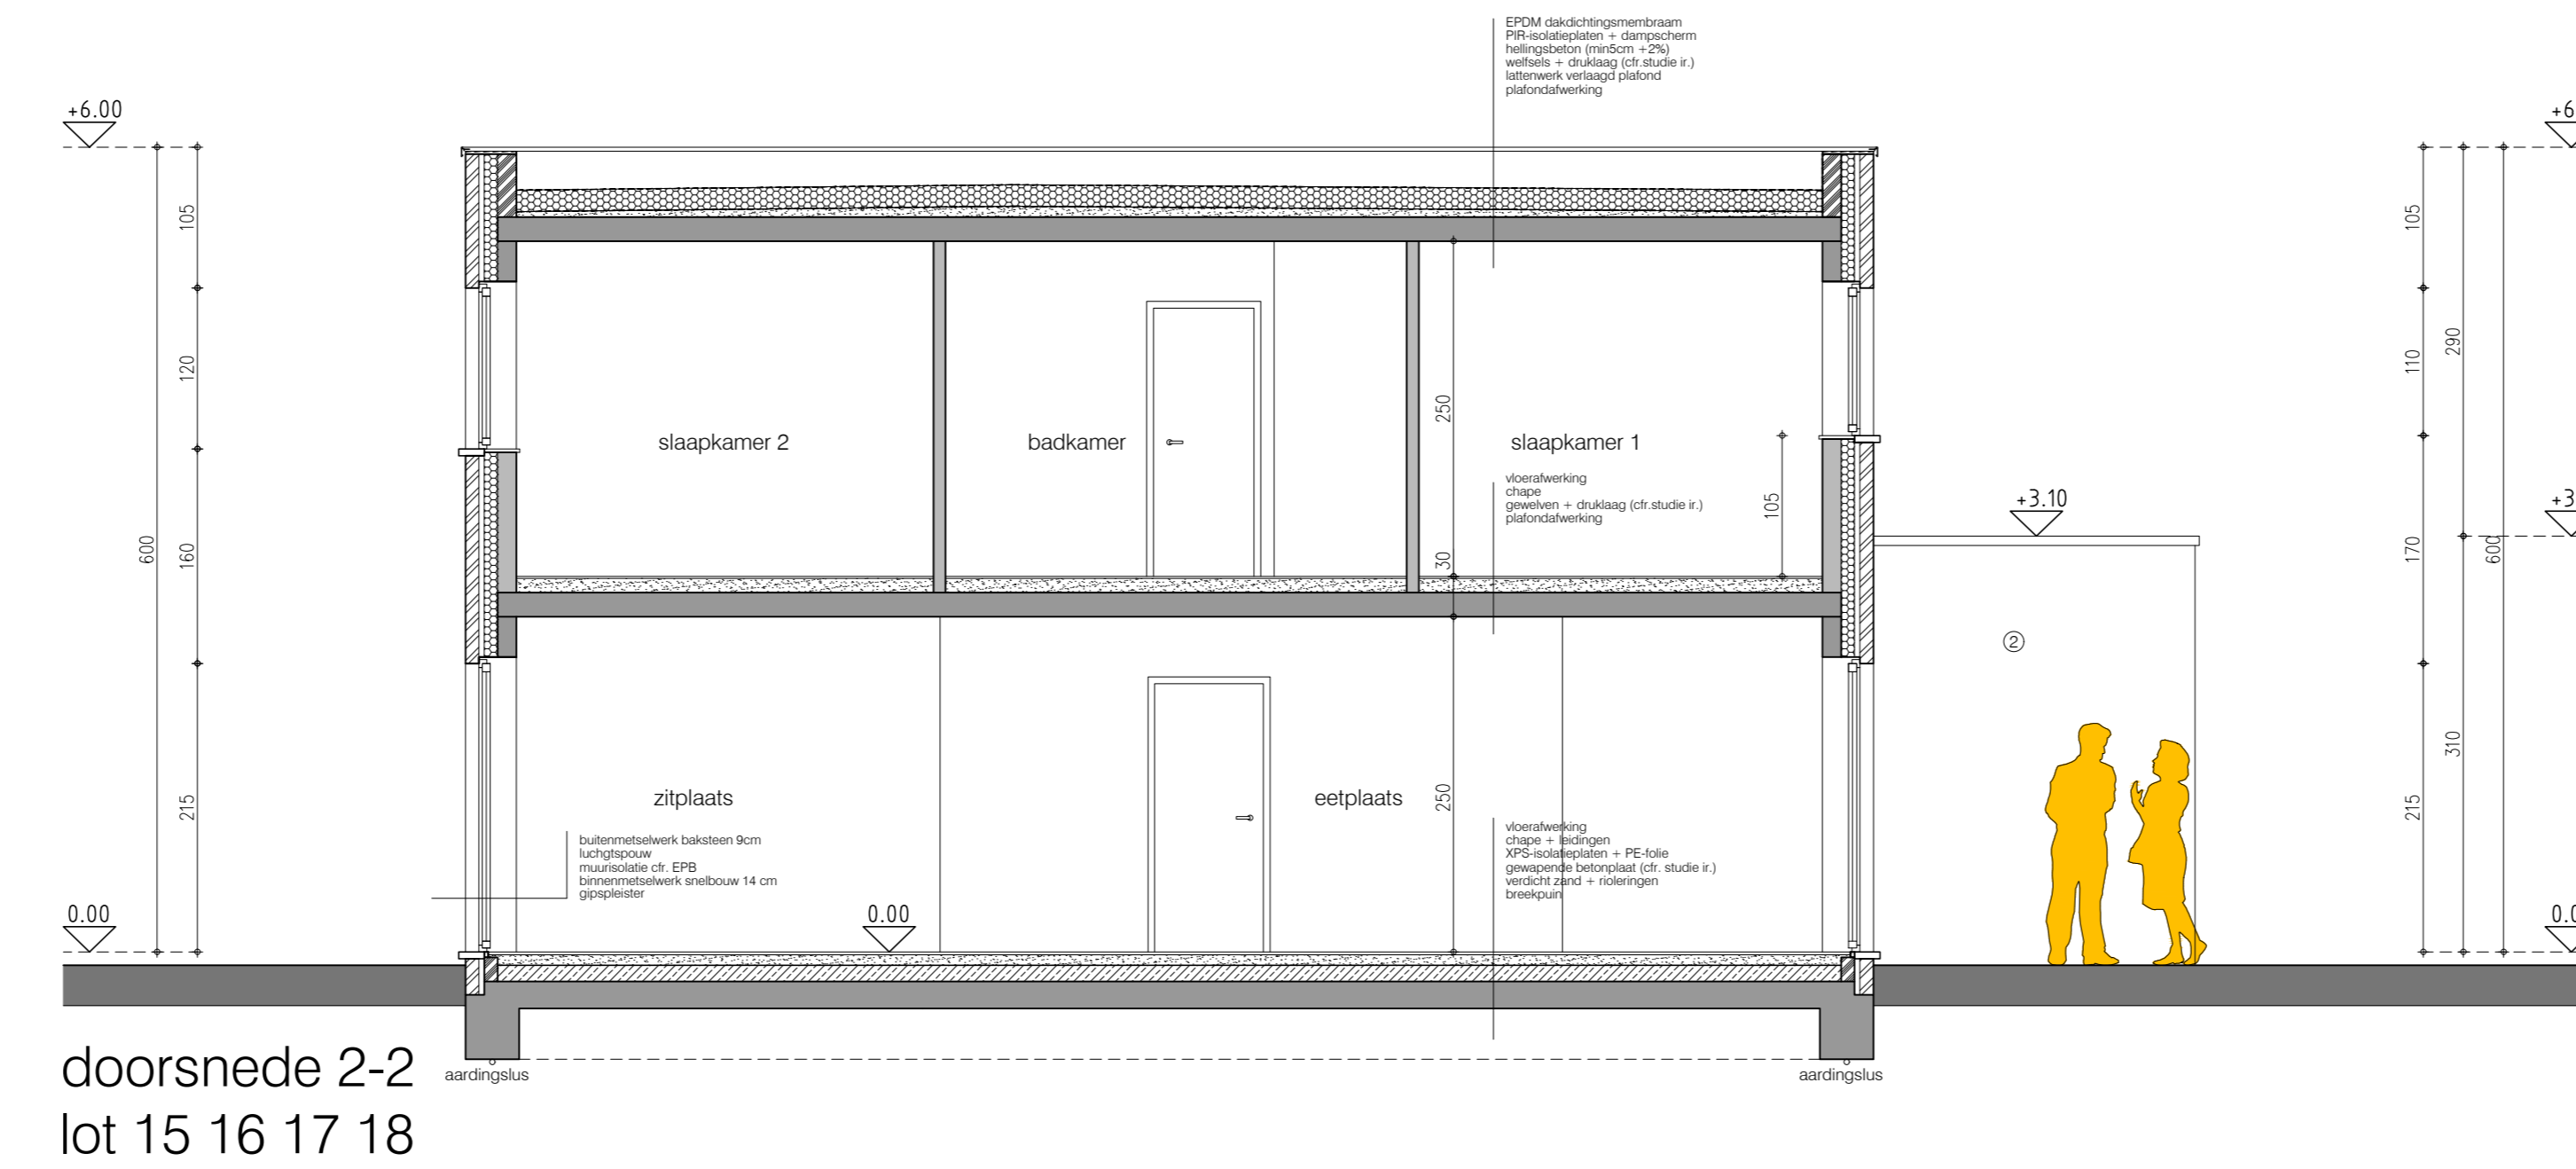 EPDM dakdichtingsmembraam
PIR-isolatieplaten + dampscherm
hellingsbeton (min5cm +2%)
welfsels + druklaag (cfr.studie ir.)
lattenwerk verlaagd plafond
plafondafwerking
+6.00
+6
105
120
160
215
600
105
110
170
215
290
310
600
slaapkamer 2
badkamer
slaapkamer 1
250
30
105
vloerafwerking
chape
gewelven + druklaag (cfr.studie ir.)
plafondafwerking
+3.10
+3
2
zitplaats
eetplaats
250
buitenmetselwerk baksteen 9cm
luchgtspouw
muurisolatie cfr. EPB
binnenmetselwerk snelbouw 14 cm
gipspleister
vloerafwerking
chape + leidingen
XPS-isolatieplaten + PE-folie
gewapende betonplaat (cfr. studie ir.)
verdicht zand + rioleringen
breekpuin
0.00
0.00
0.0
doorsnede 2-2
lot 15 16 17 18
aardingslus
aardingslus